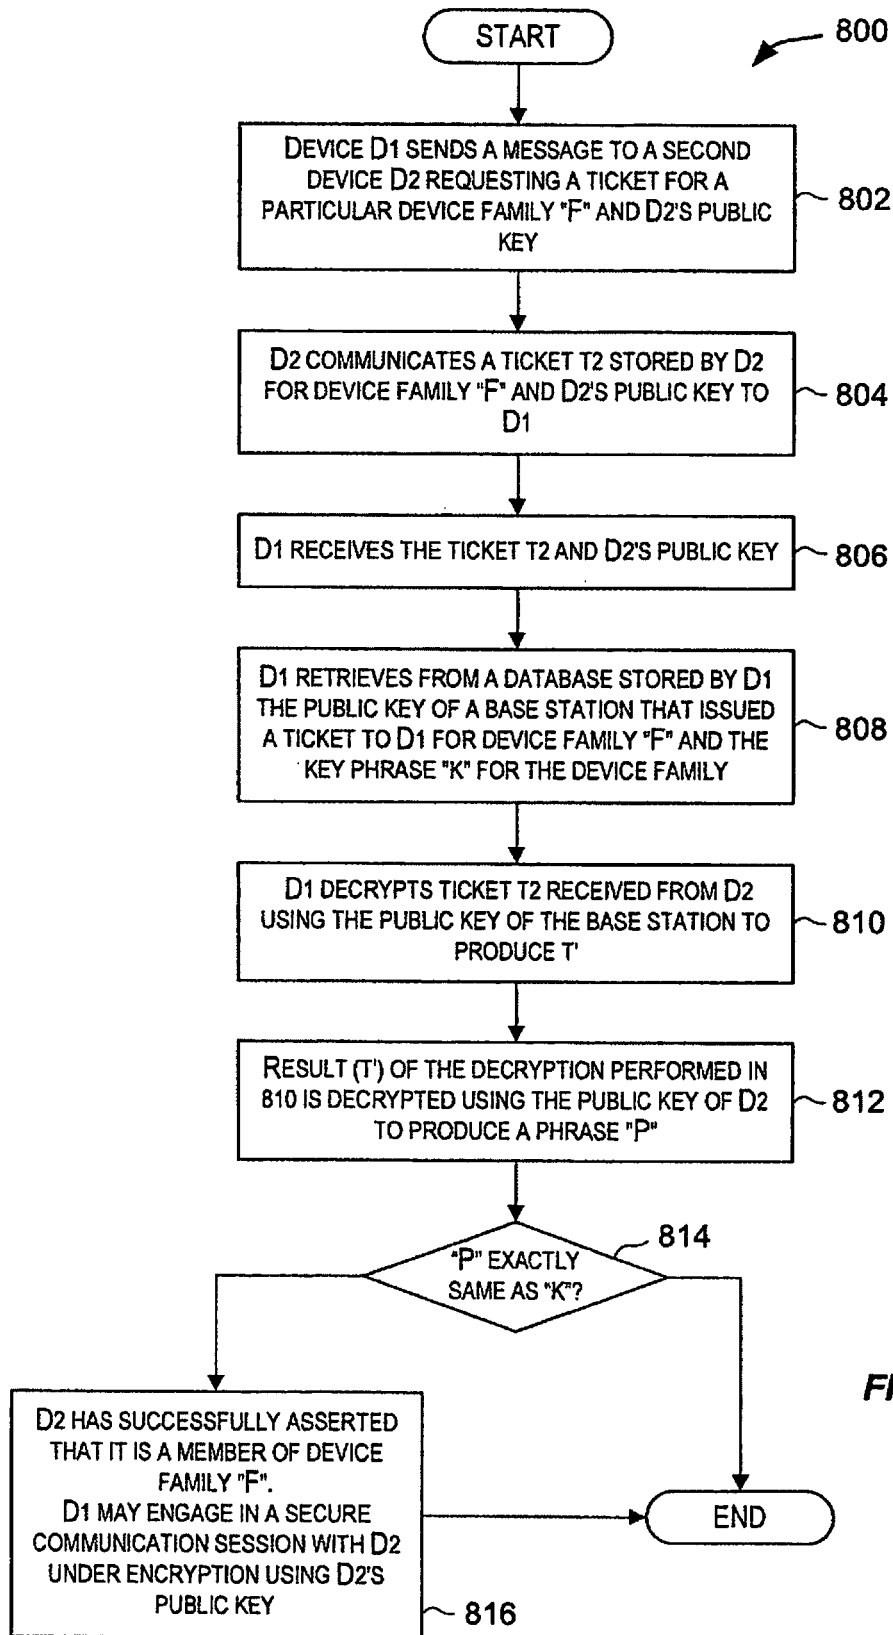 START
800
DEVICE D1 SENDS A MESSAGE TO A SECOND
DEVICE D2 REQUESTING A TICKET FOR A
PARTICULAR DEVICE FAMILY "F" AND D2'S PUBLIC
KEY
802
D2 COMMUNICATES A TICKET T2 STORED BY D2
FOR DEVICE FAMILY "F" AND D2'S PUBLIC KEY TO
D1
804
D1 RECEIVES THE TICKET T2 AND D2'S PUBLIC KEY
806
D1 RETRIEVES FROM A DATABASE STORED BY D1
THE PUBLIC KEY OF A BASE STATION THAT ISSUED
A TICKET TO D1 FOR DEVICE FAMILY "F" AND THE
KEY PHRASE "K" FOR THE DEVICE FAMILY
808
D1 DECRYPTS TICKET T2 RECEIVED FROM D2
USING THE PUBLIC KEY OF THE BASE STATION TO
PRODUCE T'
810
RESULT (T') OF THE DECRYPTION PERFORMED IN
810 IS DECRYPTED USING THE PUBLIC KEY OF D2
TO PRODUCE A PHRASE "P"
812
"P" EXACTLY
SAME AS "K"?
814
D2 HAS SUCCESSFULLY ASSERTED
THAT IT IS A MEMBER OF DEVICE
FAMILY "F".
D1 MAY ENGAGE IN A SECURE
COMMUNICATION SESSION WITH D2
UNDER ENCRYPTION USING D2'S
PUBLIC KEY
816
END